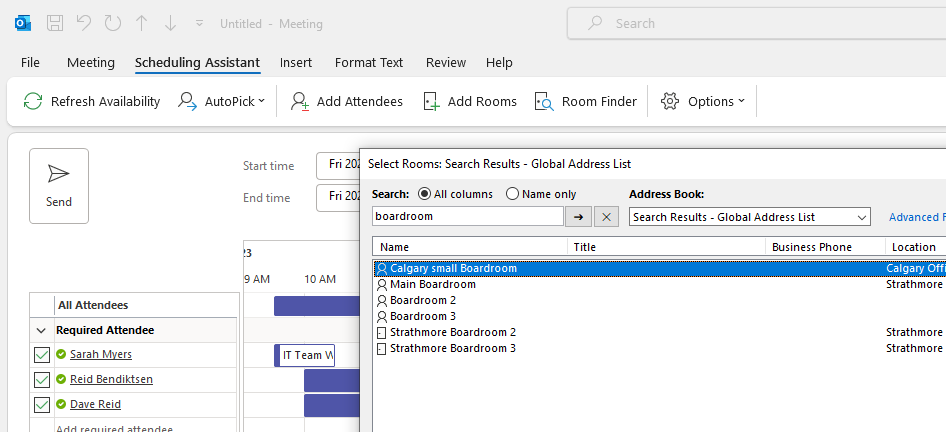 Untitled - Meeting
Search
File Meeting Scheduling Assistant Insert Format Text Review Help
Refresh Availability AutoPick Add Attendees Add Rooms Room Finder Options
Send
Start time Fri 202
End time Fri 202
Select Rooms: Search Results - Global Address List
Search: All columns Name only Address Book:
boardroom
Search Results - Global Address List
Advanced F
Name Title Business Phone Location
Calgary small Boardroom Calgary Offi
Main Boardroom Strathmore
Boardroom 2
Boardroom 3
Strathmore Boardroom 2 Strathmore
Strathmore Boardroom 3 Strathmore
23
9 AM 10 AM
All Attendees
Required Attendee
Sarah Myers
IT Team W
Reid Bendiktsen
Dave Reid
Add required attendee